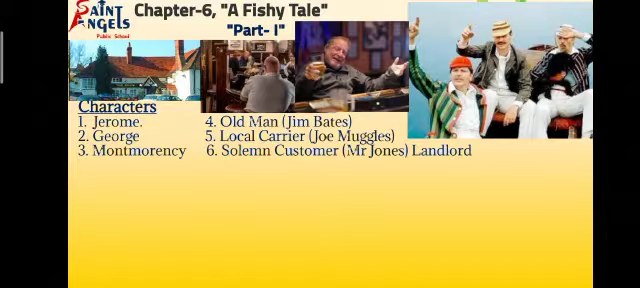 SAINT
ANGELS
Public School
Chapter-6, "A Fishy Tale"
"Part- I"
Characters
1. Jerome.
2. George
3. Montmorency
4. Old Man (Jim Bates)
5. Local Carrier (Joe Muggles)
6. Solemn Customer (Mr Jones) Landlord